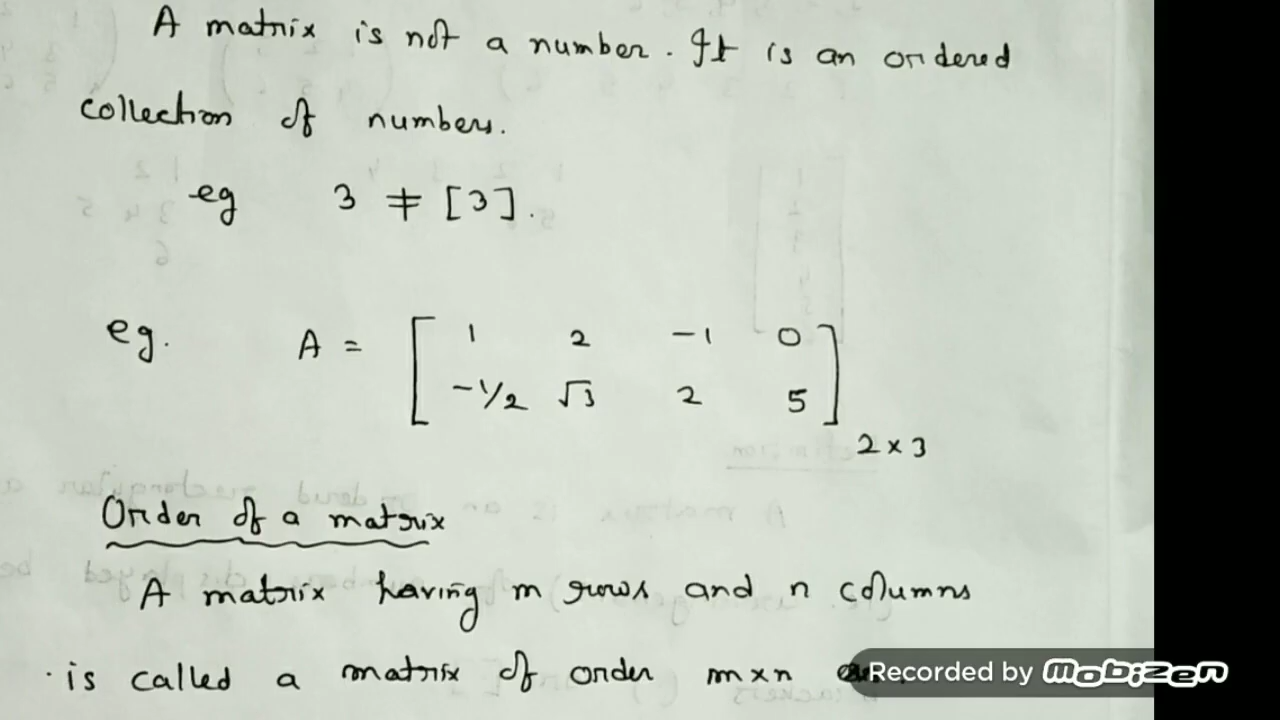 A matrix is not a number. It is an ordered
collection of numbers.
eg 3 ≠ [3].
eg. A = [ 1 2 -1 0
-1/2 √3 2 5 ]
2 x 3
Order of a matrix
A matrix having m rows and n columns
is called a matrix of order m x n
Recorded by mobizen